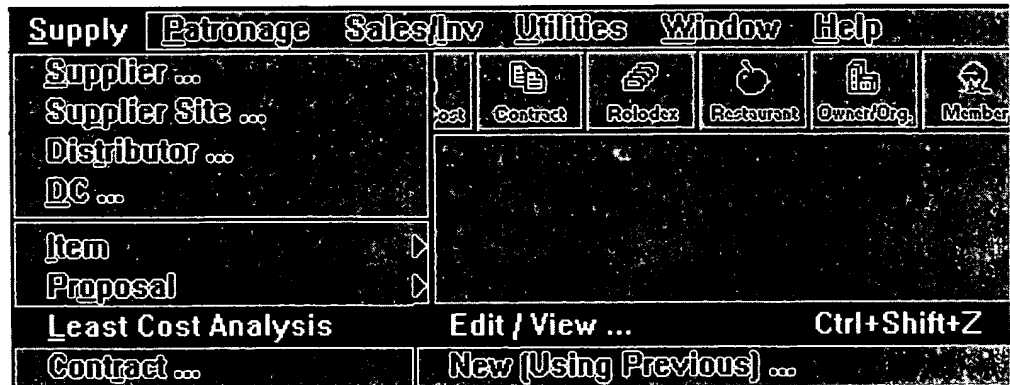 Supply Patronage Sales/Inv Utilities Window Help
Supplier ...
Supplier Site ...
Distributor ...
DC ...
ost Contract Rolodex Restaurant Owner/Org. Member
Item
Proposal
Least Cost Analysis Edit / View ... Ctrl+Shift+Z
Contract ... New (Using Previous) ...